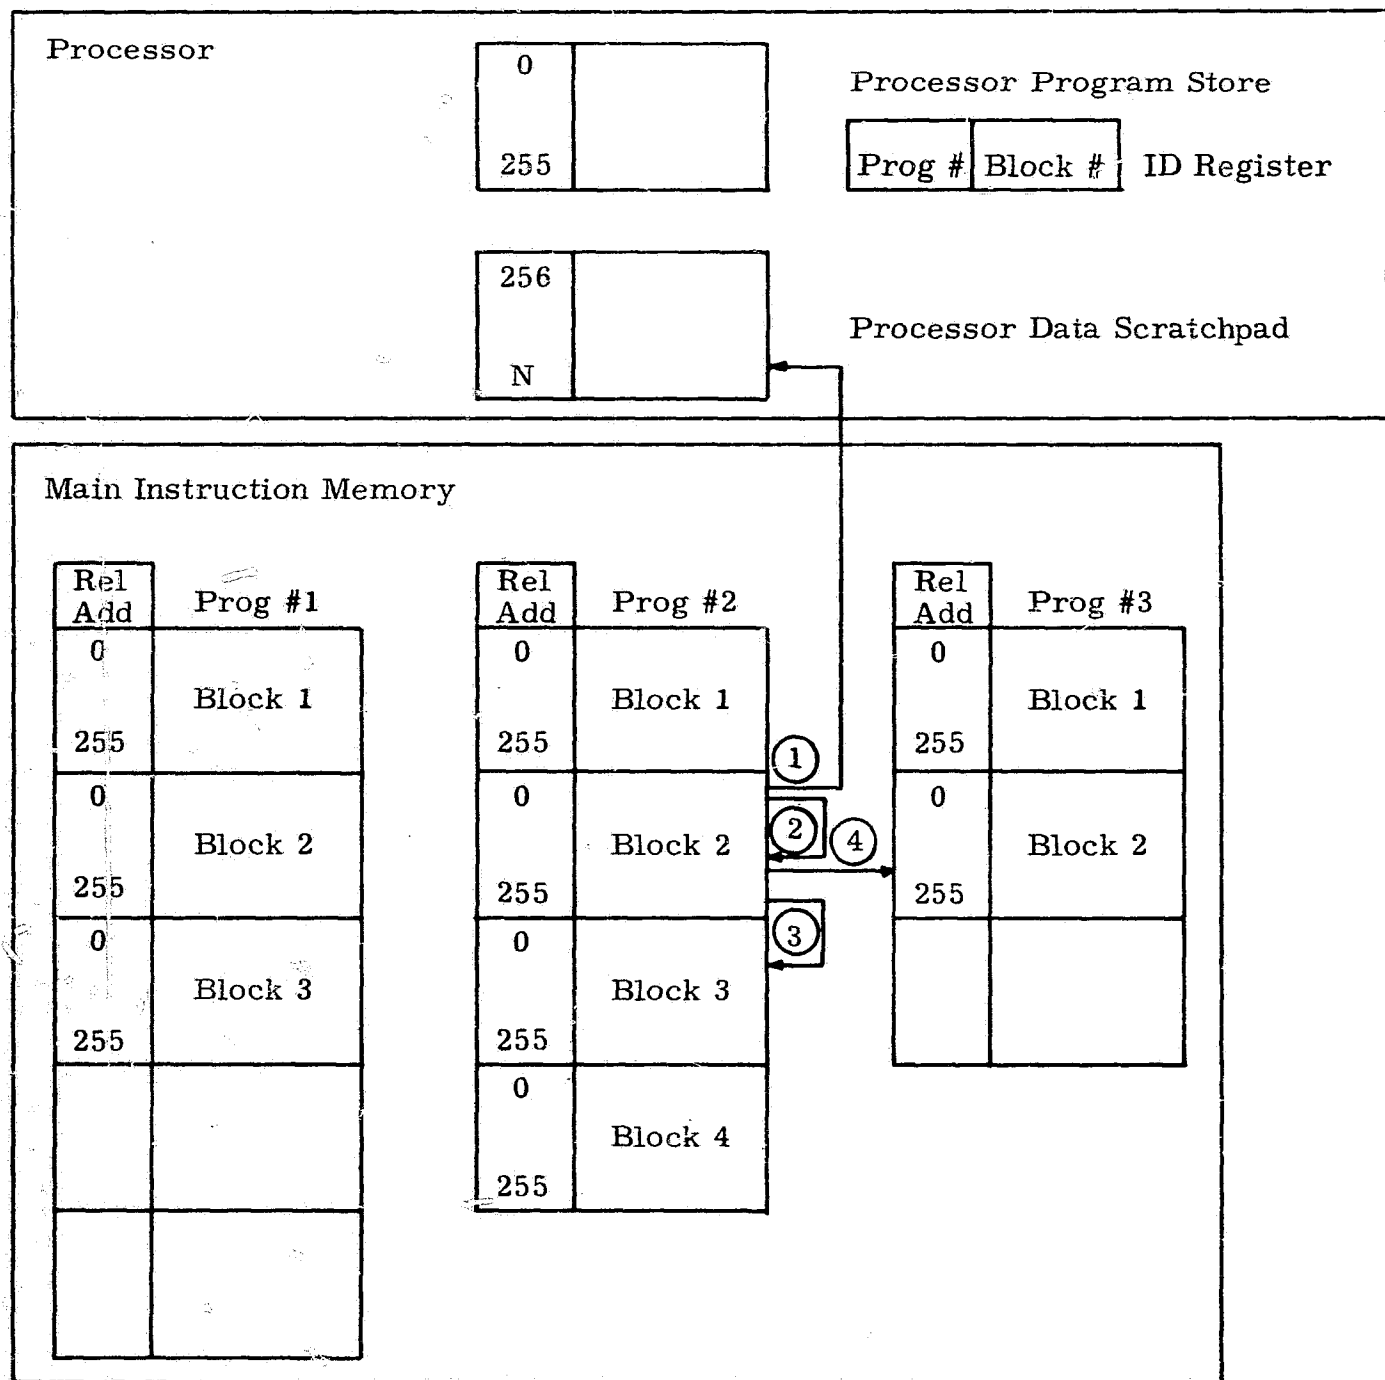 Processor
0
255
Processor Program Store
Prog # Block # ID Register
256
N
Processor Data Scratchpad
Main Instruction Memory
Rel
Add
Prog #1
0
Block 1
255
0
Block 2
255
0
Block 3
255
Rel
Add
Prog #2
0
Block 1
255
0
Block 2
255
0
Block 3
255
0
Block 4
255
1
2
4
3
Rel
Add
Prog #3
0
Block 1
255
0
Block 2
255